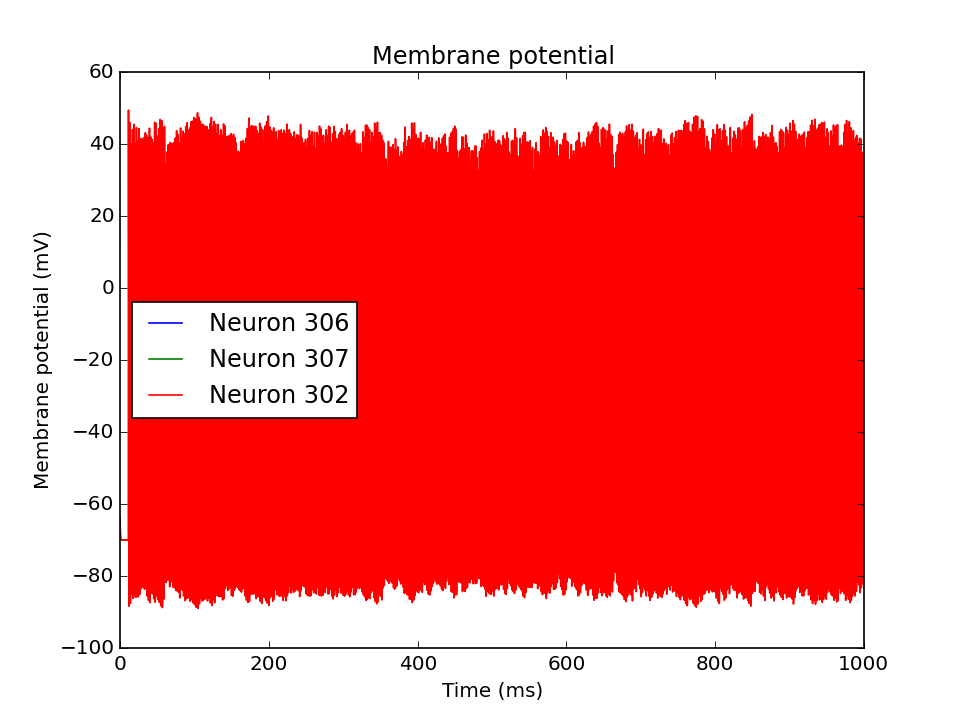 Membrane potential
60
40
20
0
−20
−40
−60
−80
−100
Membrane potential (mV)
Neuron 306
Neuron 307
Neuron 302
0 200 400 600 800 1000
Time (ms)